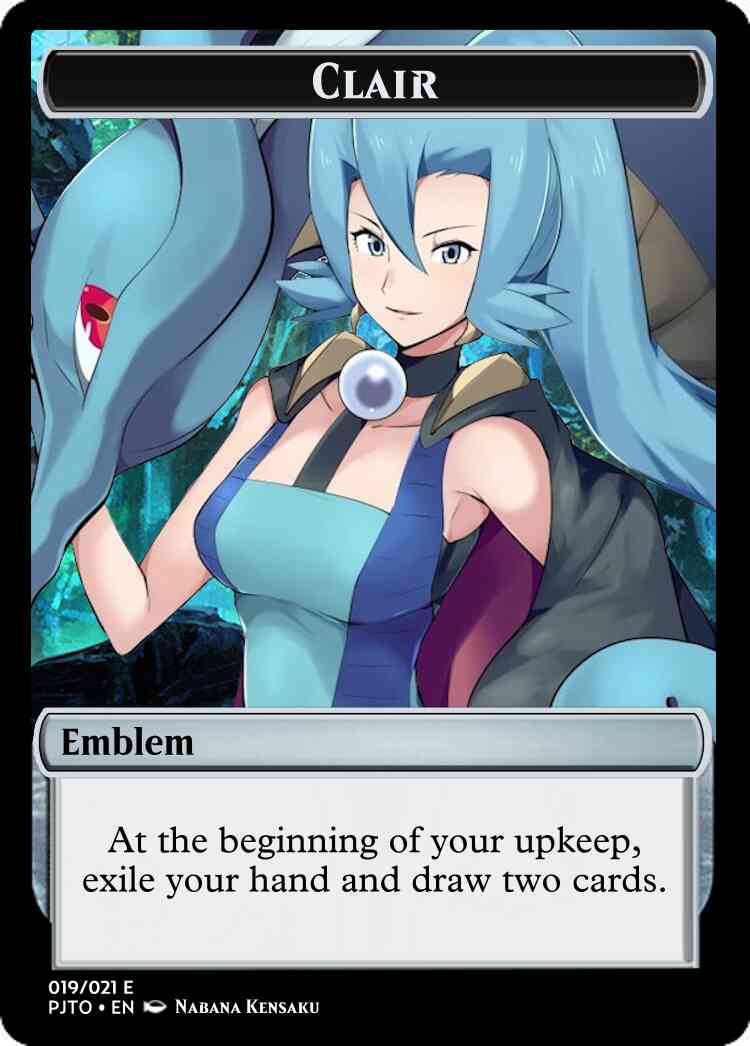 Clair
Emblem
At the beginning of your upkeep,
exile your hand and draw two cards.
019/021 E
PJTO • EN Nabana Kensaku